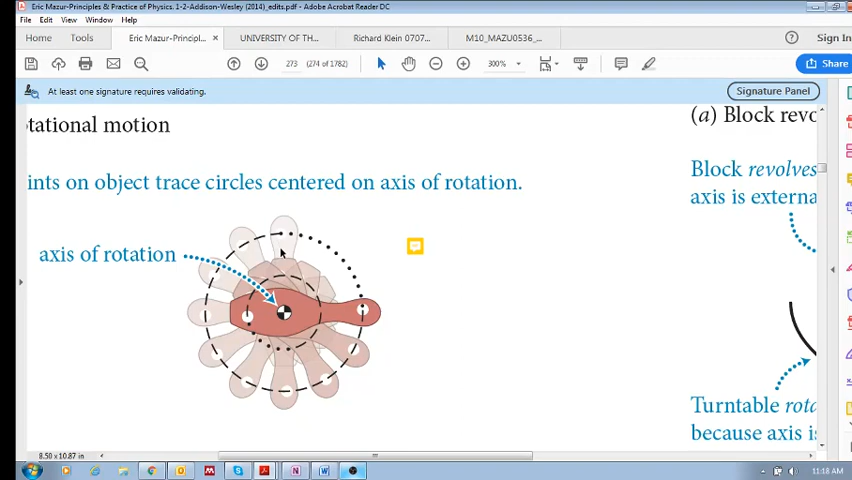 Eric Mazur-Principles & Practice of Physics. 1-2-Addison-Wesley (2014)_edits.pdf - Adobe Acrobat Reader DC
File Edit View Window Help
Home Tools Eric Mazur-Principl... × UNIVERSITY OF TH... Richard Klein 0707... M10_MAZU0536_... Sign In
273 (274 of 1782) 300% Share
At least one signature requires validating. Signature Panel
otational motion
(a) Block revo
ints on object trace circles centered on axis of rotation.
Block revolves
axis is externa
axis of rotation
Turntable rota
because axis is
8.50 x 10.87 in
11:18 AM